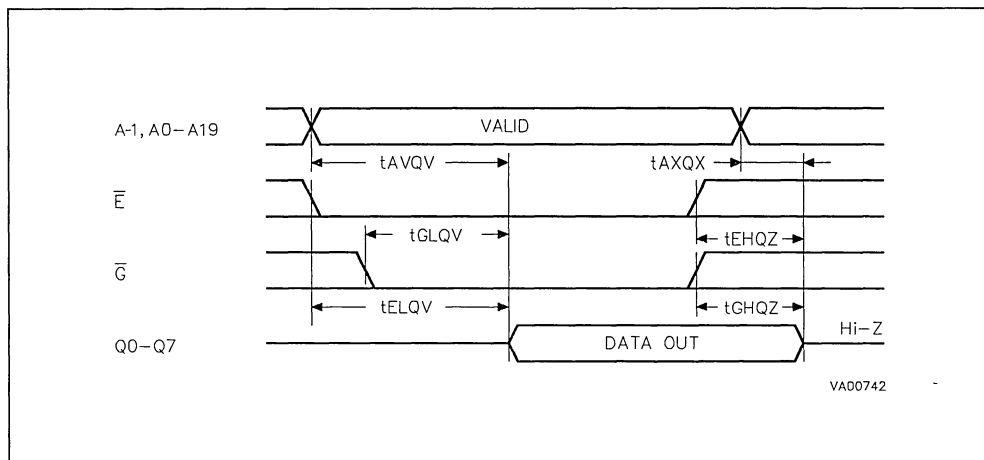 A-1, A0–A19
VALID
tAVQV
tAXQX
E̅
tGLQV
tEHQZ
G̅
tELQV
tGHQZ
Q0–Q7
DATA OUT
Hi–Z
VA00742